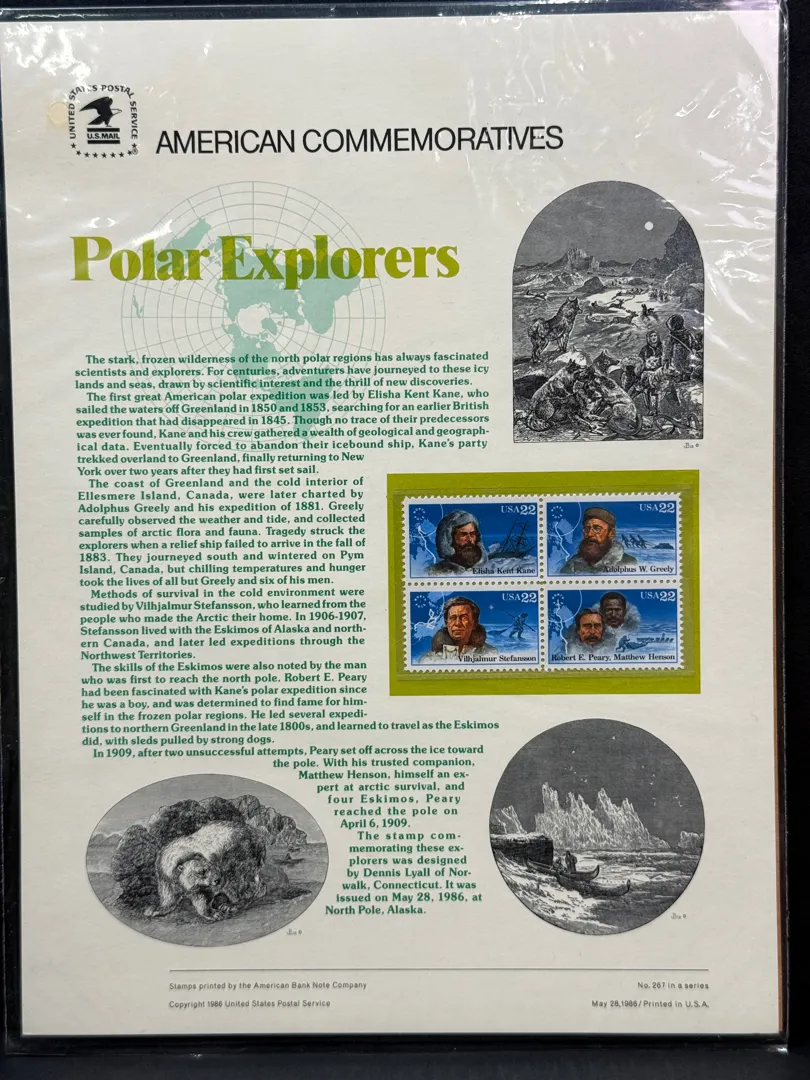 UNITED STATES POSTAL SERVICE
U.S.MAIL
AMERICAN COMMEMORATIVES
Polar Explorers
The stark, frozen wilderness of the north polar regions has always fascinated
scientists and explorers. For centuries, adventurers have journeyed to these icy
lands and seas, drawn by scientific interest and the thrill of new discoveries.
The first great American polar expedition was led by Elisha Kent Kane, who
sailed the waters off Greenland in 1850 and 1853, searching for an earlier British
expedition that had disappeared in 1845. Though no trace of their predecessors
was ever found, Kane and his crew gathered a wealth of geological and geograph-
ical data. Eventually forced to abandon their icebound ship, Kane's party
trekked overland to Greenland, finally returning to New
York over two years after they had first set sail.
The coast of Greenland and the cold interior of
Ellesmere Island, Canada, were later charted by
Adolphus Greely and his expedition of 1881. Greely
carefully observed the weather and tide, and collected
samples of arctic flora and fauna. Tragedy struck the
explorers when a relief ship failed to arrive in the fall of
1883. They journeyed south and wintered on Pym
Island, Canada, but chilling temperatures and hunger
took the lives of all but Greely and six of his men.
Methods of survival in the cold environment were
studied by Vilhjalmur Stefansson, who learned from the
people who made the Arctic their home. In 1906-1907,
Stefansson lived with the Eskimos of Alaska and north-
ern Canada, and later led expeditions through the
Northwest Territories.
The skills of the Eskimos were also noted by the man
who was first to reach the north pole. Robert E. Peary
had been fascinated with Kane's polar expedition since
he was a boy, and was determined to find fame for him-
self in the frozen polar regions. He led several expedi-
tions to northern Greenland in the late 1800s, and learned to travel as the Eskimos
did, with sleds pulled by strong dogs.
In 1909, after two unsuccessful attempts, Peary set off across the ice toward
the pole. With his trusted companion,
Matthew Henson, himself an ex-
pert at arctic survival, and
four Eskimos, Peary
reached the pole on
April 6, 1909.
The stamp com-
memorating these ex-
plorers was designed
by Dennis Lyall of Nor-
walk, Connecticut. It was
issued on May 28, 1986, at
North Pole, Alaska.
USA22
Elisha Kent Kane
USA22
Adolphus W. Greely
USA22
Vilhjalmur Stefansson
USA22
Robert E. Peary, Matthew Henson
Stamps printed by the American Bank Note Company
No. 267 in a series
Copyright 1986 United States Postal Service
May 28, 1986/Printed in U.S.A.